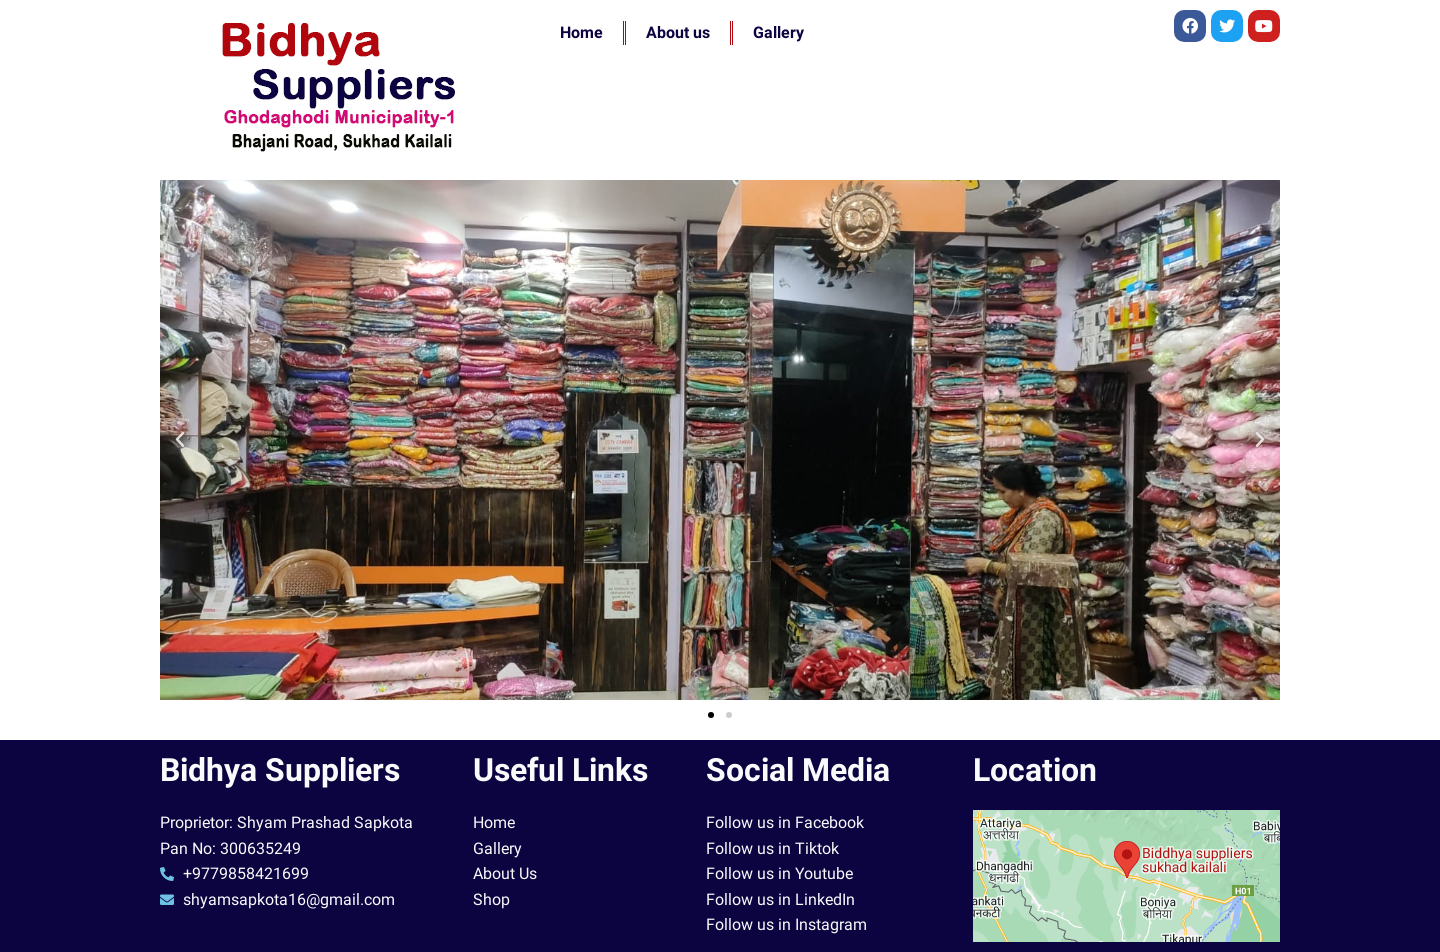 Bidhya
Suppliers
Ghodaghodi Municipality-1
Bhajani Road, Sukhad Kailali
Home
About us
Gallery
CCTV CAMERA
Bidhya Suppliers
Proprietor: Shyam Prashad Sapkota
Pan No: 300635249
+9779858421699
shyamsapkota16@gmail.com
Useful Links
Home
Gallery
About Us
Shop
Social Media
Follow us in Facebook
Follow us in Tiktok
Follow us in Youtube
Follow us in LinkedIn
Follow us in Instagram
Location
Attariya
अत्तरीया
Dhangadhi
धनगढी
Biddhya suppliers
sukhad kailali
H01
Boniya
बोनिया
Tikapur